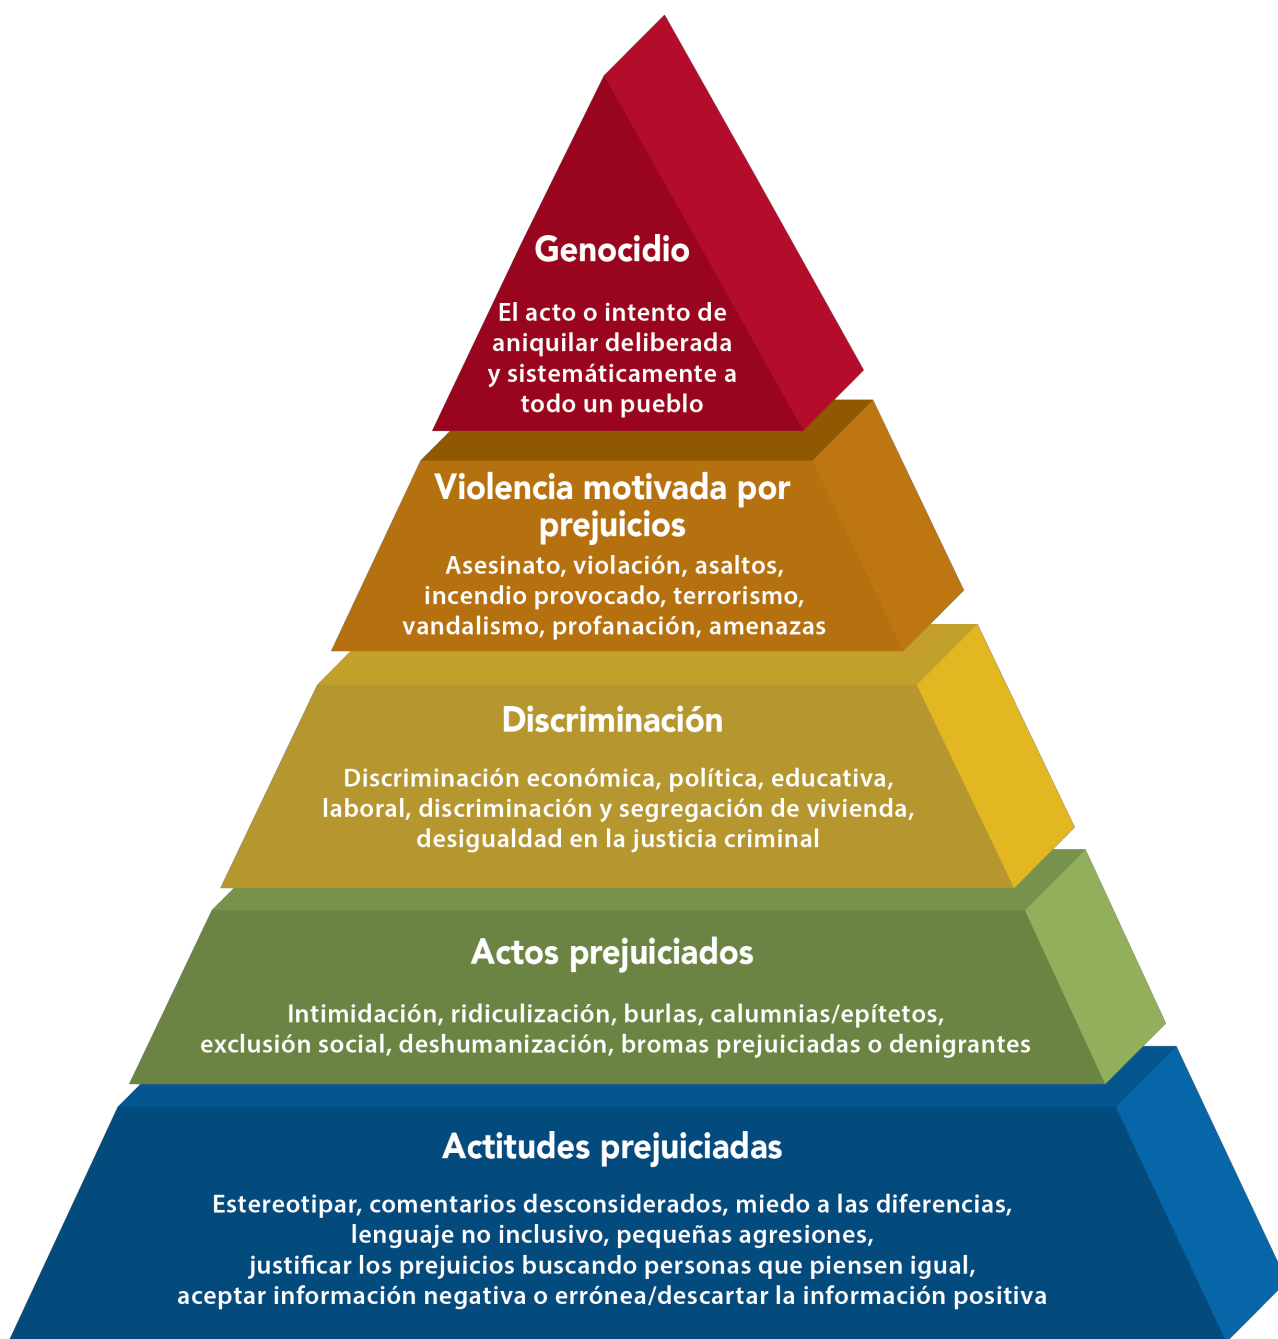 Genocidio
El acto o intento de
aniquilar deliberada
y sistemáticamente a
todo un pueblo
Violencia motivada por
prejuicios
Asesinato, violación, asaltos,
incendio provocado, terrorismo,
vandalismo, profanación, amenazas
Discriminación
Discriminación económica, política, educativa,
laboral, discriminación y segregación de vivienda,
desigualdad en la justicia criminal
Actos prejuiciados
Intimidación, ridiculización, burlas, calumnias/epítetos,
exclusión social, deshumanización, bromas prejuiciadas o denigrantes
Actitudes prejuiciadas
Estereotipar, comentarios desconsiderados, miedo a las diferencias,
lenguaje no inclusivo, pequeñas agresiones,
justificar los prejuicios buscando personas que piensen igual,
aceptar información negativa o errónea/descartar la información positiva